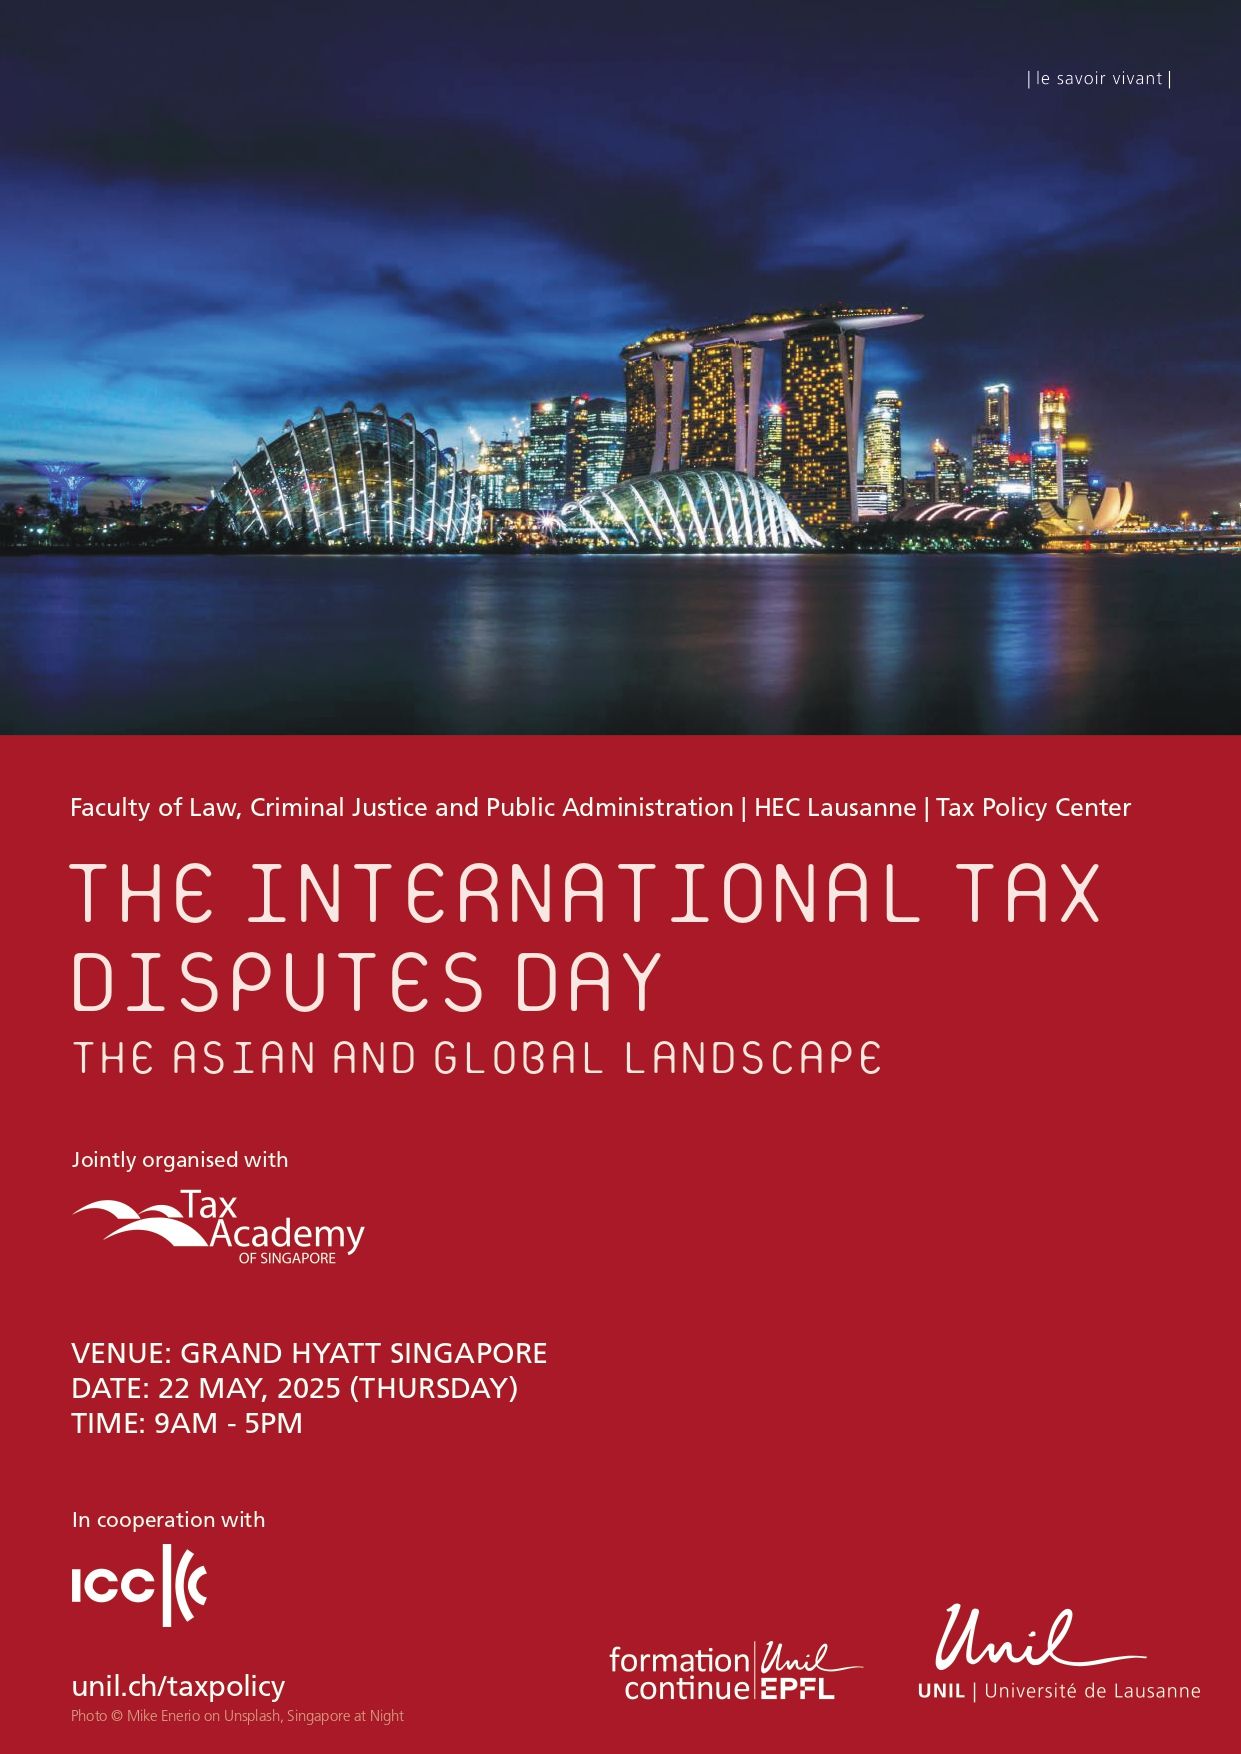 | le savoir vivant |
Faculty of Law, Criminal Justice and Public Administration | HEC Lausanne | Tax Policy Center
THE INTERNATIONAL TAX
DISPUTES DAY
THE ASIAN AND GLOBAL LANDSCAPE
Jointly organised with
Tax
Academy
OF SINGAPORE
VENUE: GRAND HYATT SINGAPORE
DATE: 22 MAY, 2025 (THURSDAY)
TIME: 9AM - 5PM
In cooperation with
ICC
unil.ch/taxpolicy
Photo © Mike Enerio on Unsplash, Singapore at Night
formation
continue
Unil
EPFL
Unil
UNIL | Université de Lausanne